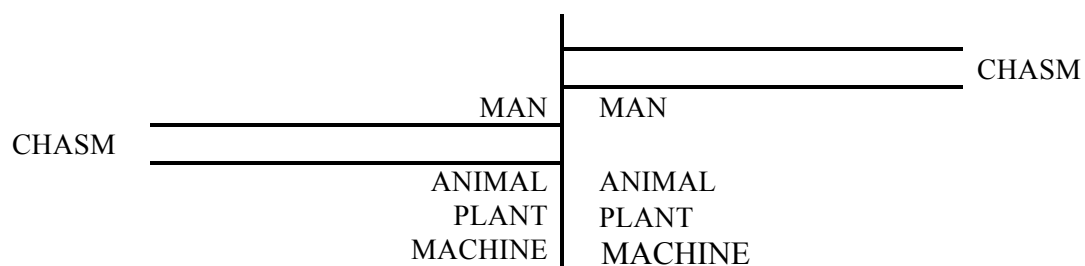 CHASM
MAN MAN
CHASM
ANIMAL ANIMAL
PLANT PLANT
MACHINE MACHINE